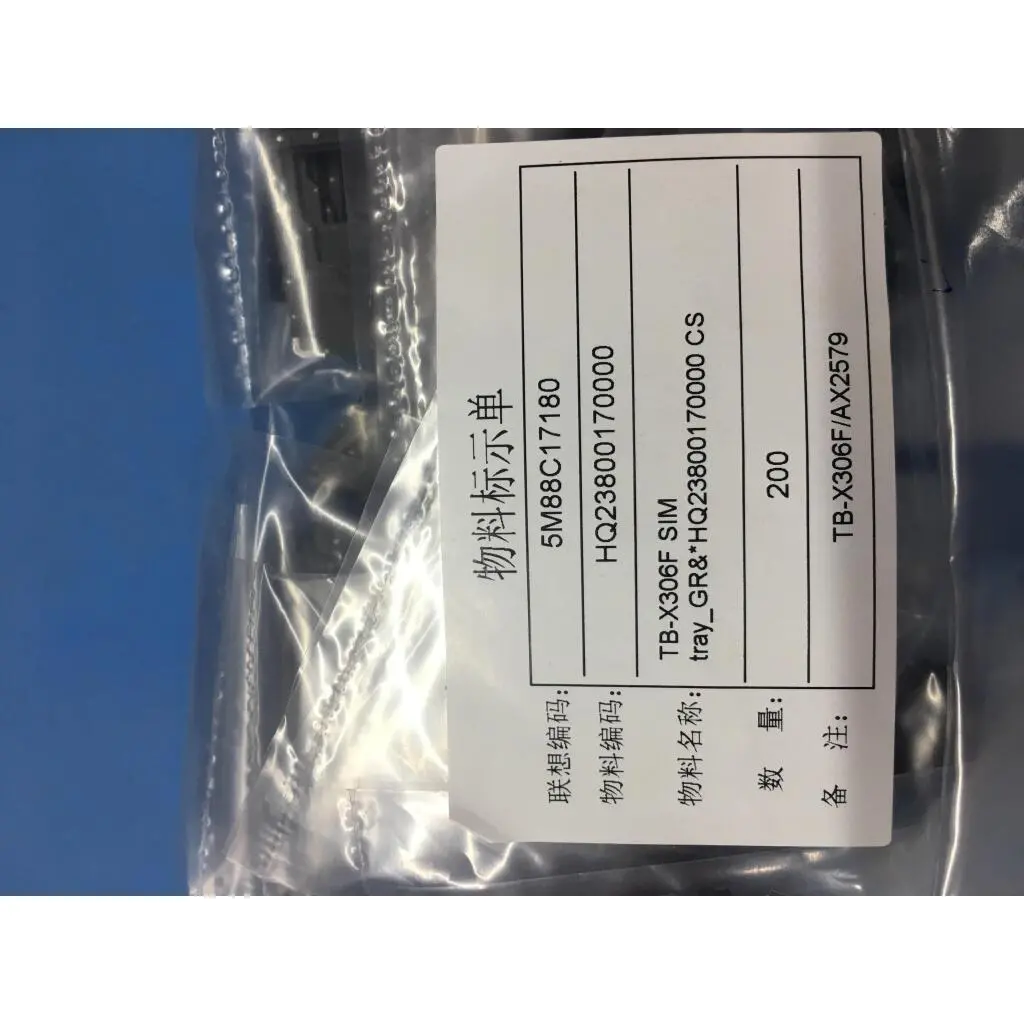 物料标示单
联想编码: 5M88C17180
物料编码: HQ23800170000
物料名称: TB-X306F SIM
tray_GR&*HQ23800170000 CS
数 量: 200
备 注: TB-X306F/AX2579